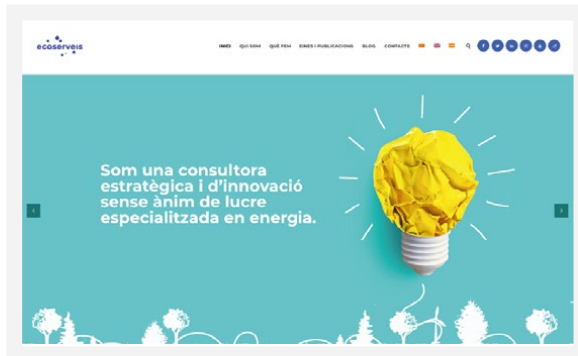 ecoserveis
INICI QUI SOM QUÈ FEM EINES I PUBLICACIONS BLOG CONTACTE
Som una consultora
estratègica i d'innovació
sense ànim de lucre
especialitzada en energia.